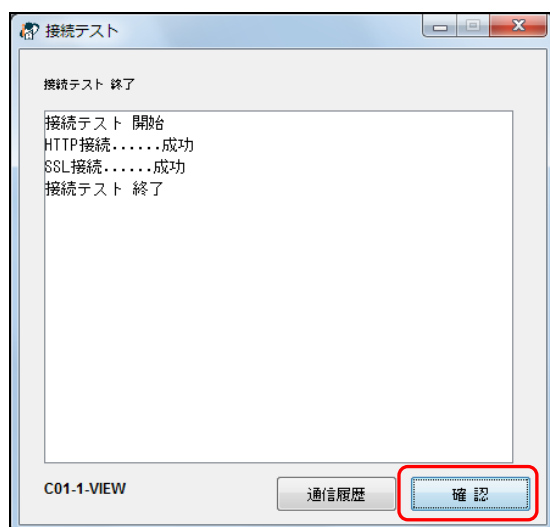 接続テスト
接続テスト 終了
接続テスト 開始
HTTP接続......成功
SSL接続......成功
接続テスト 終了
C01-1-VIEW
通信履歴
確 認